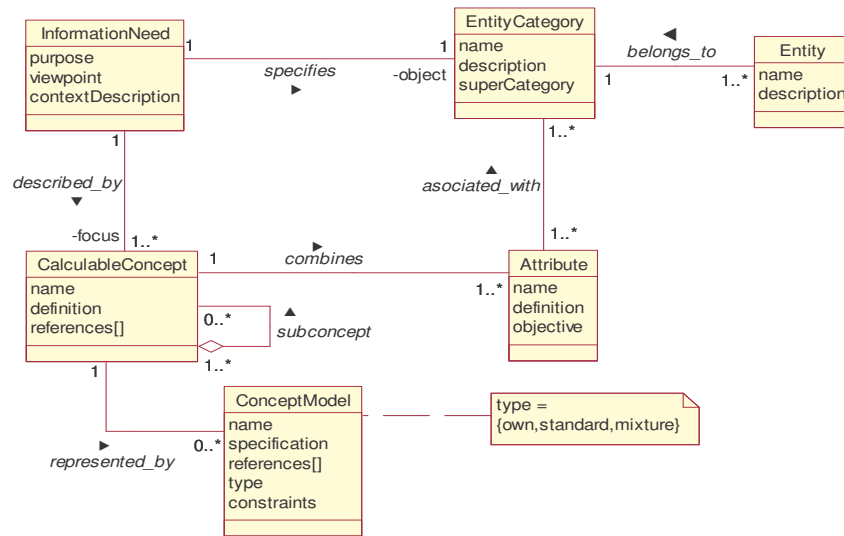 InformationNeed
purpose
viewpoint
contextDescription
1
specifies
1
-object
EntityCategory
name
description
superCategory
belongs_to
1
1..*
Entity
name
description
1
described_by
-focus
1..*
1..*
asociated_with
1..*
CalculableConcept
name
definition
references[]
1
combines
1..*
Attribute
name
definition
objective
0..*
subconcept
1..*
1
represented_by
0..*
ConceptModel
name
specification
references[]
type
constraints
type =
{own,standard,mixture}